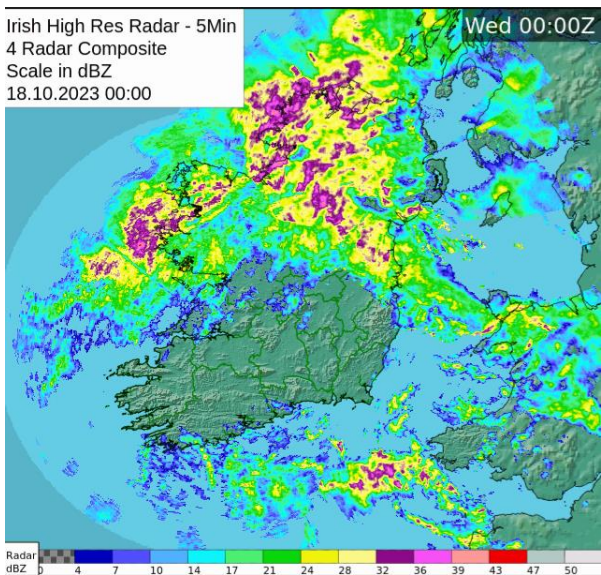 Irish High Res Radar - 5Min
4 Radar Composite
Scale in dBZ
18.10.2023 00:00
Wed 00:00Z
Radar
dBZ 0 4 7 10 14 17 21 24 28 32 36 39 43 47 50